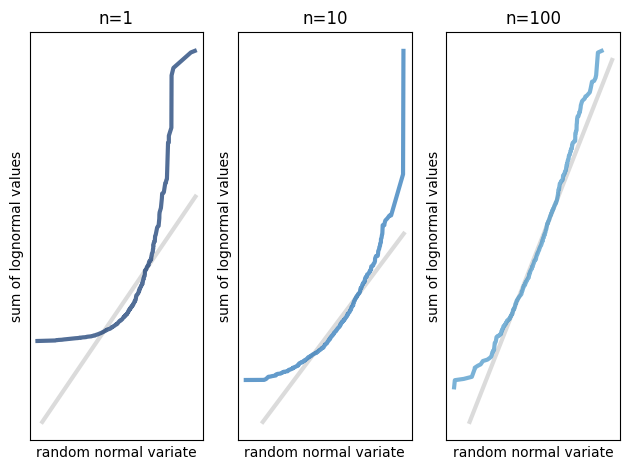 n=1
sum of lognormal values
random normal variate
n=10
sum of lognormal values
random normal variate
n=100
sum of lognormal values
random normal variate